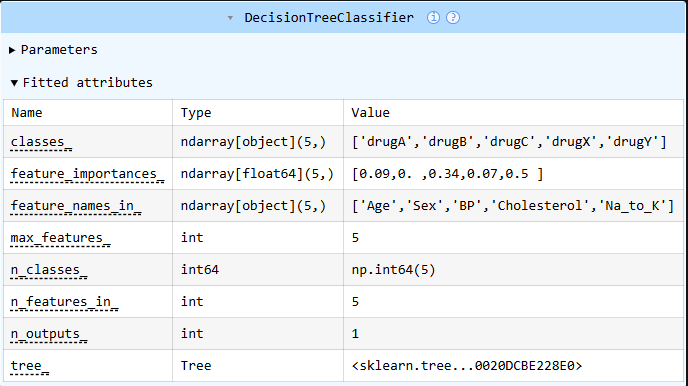 ▾ DecisionTreeClassifier i ?
▶ Parameters
▼ Fitted attributes
Name Type Value
classes_ ndarray[object](5,) ['drugA','drugB','drugC','drugX','drugY']
feature_importances_ ndarray[float64](5,) [0.09,0. ,0.34,0.07,0.5 ]
feature_names_in_ ndarray[object](5,) ['Age','Sex','BP','Cholesterol','Na_to_K']
max_features_ int 5
n_classes_ int64 np.int64(5)
n_features_in_ int 5
n_outputs_ int 1
tree_ Tree <sklearn.tree...0020DCBE228E0>